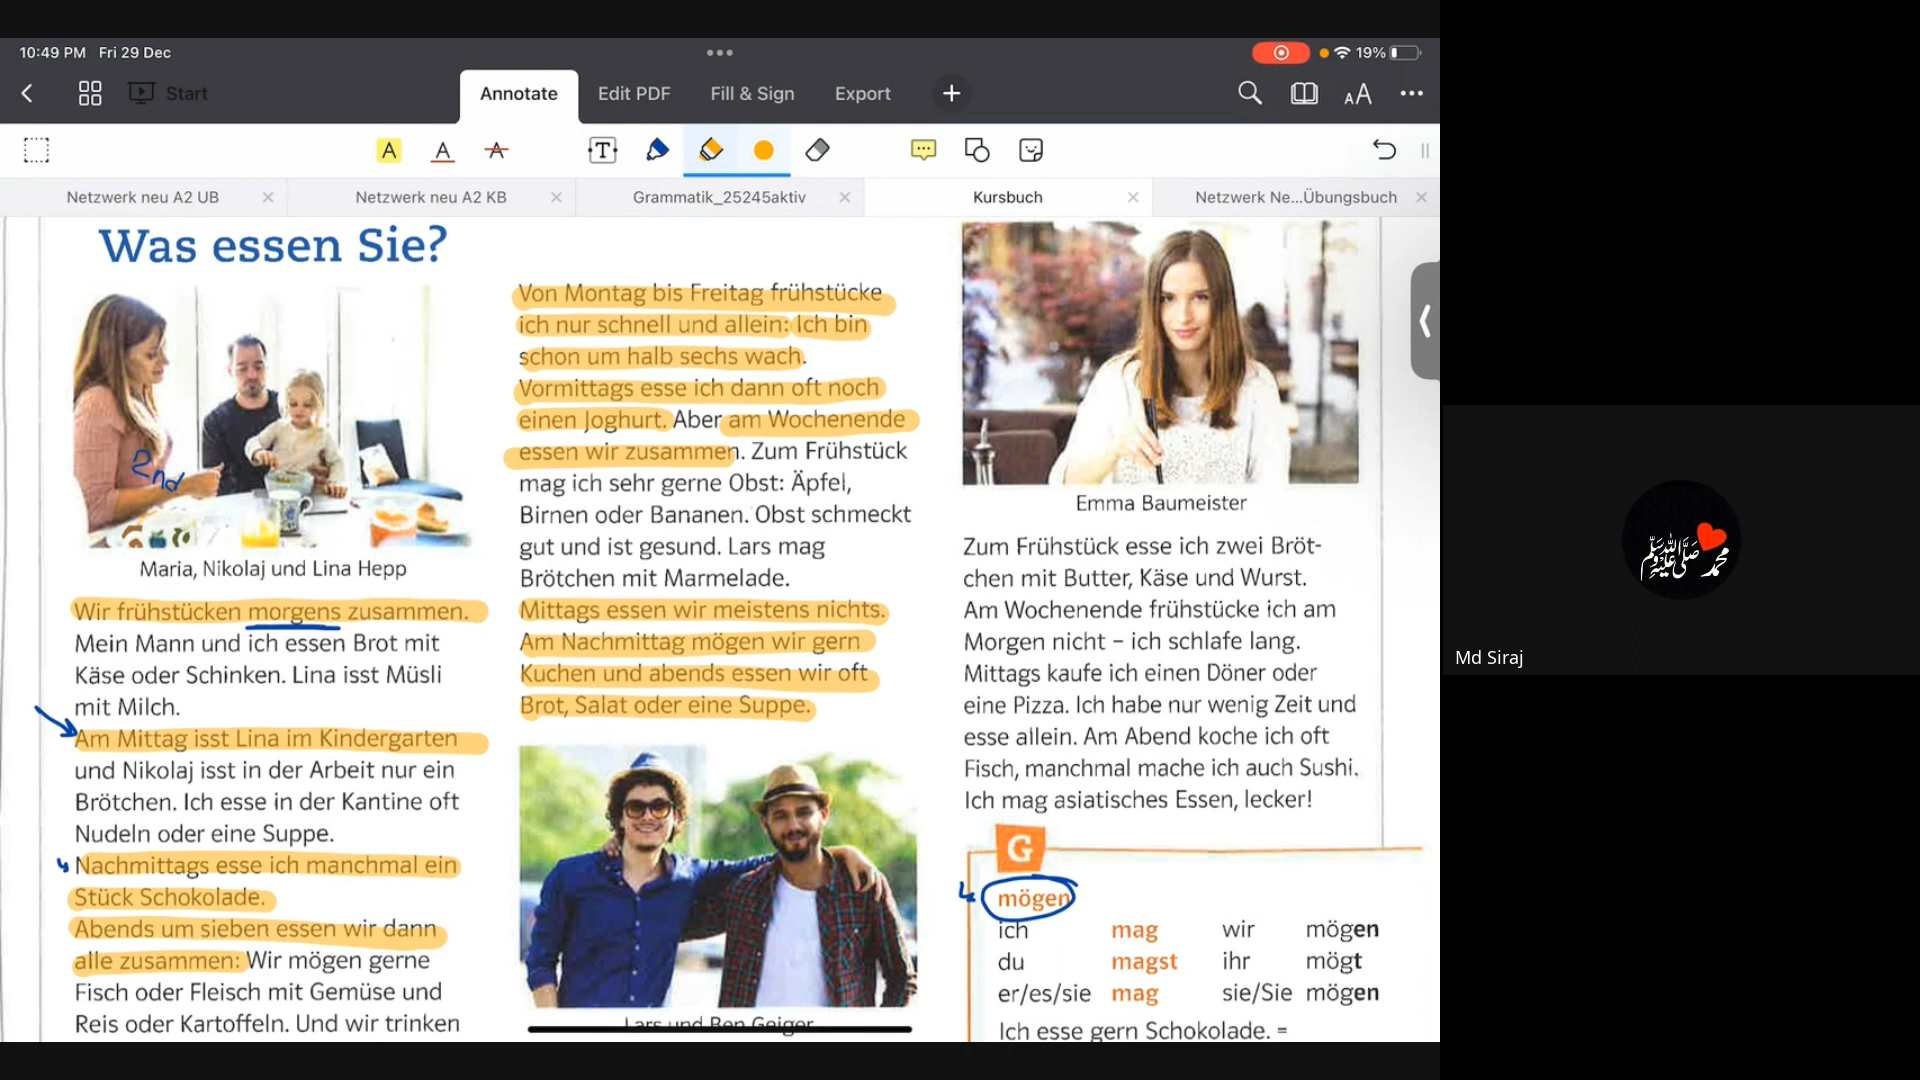 10:49 PM Fri 29 Dec
19%
Start
Annotate
Edit PDF
Fill & Sign
Export
Netzwerk neu A2 UB
Netzwerk neu A2 KB
Grammatik_25245aktiv
Kursbuch
Netzwerk Ne...Übungsbuch
Was essen Sie?
2nd
Maria, Nikolaj und Lina Hepp
Wir frühstücken morgens zusammen.
Mein Mann und ich essen Brot mit
Käse oder Schinken. Lina isst Müsli
mit Milch.
Am Mittag isst Lina im Kindergarten
und Nikolaj isst in der Arbeit nur ein
Brötchen. Ich esse in der Kantine oft
Nudeln oder eine Suppe.
Nachmittags esse ich manchmal ein
Stück Schokolade.
Abends um sieben essen wir dann
alle zusammen: Wir mögen gerne
Fisch oder Fleisch mit Gemüse und
Reis oder Kartoffeln. Und wir trinken
Von Montag bis Freitag frühstücke
ich nur schnell und allein: Ich bin
schon um halb sechs wach.
Vormittags esse ich dann oft noch
einen Joghurt. Aber am Wochenende
essen wir zusammen. Zum Frühstück
mag ich sehr gerne Obst: Äpfel,
Birnen oder Bananen. Obst schmeckt
gut und ist gesund. Lars mag
Brötchen mit Marmelade.
Mittags essen wir meistens nichts.
Am Nachmittag mögen wir gern
Kuchen und abends essen wir oft
Brot, Salat oder eine Suppe.
Lars und Ben Geiger
Emma Baumeister
Zum Frühstück esse ich zwei Bröt-
chen mit Butter, Käse und Wurst.
Am Wochenende frühstücke ich am
Morgen nicht – ich schlafe lang.
Mittags kaufe ich einen Döner oder
eine Pizza. Ich habe nur wenig Zeit und
esse allein. Am Abend koche ich oft
Fisch, manchmal mache ich auch Sushi.
Ich mag asiatisches Essen, lecker!
G
mögen
ich mag wir mögen
du magst ihr mögt
er/es/sie mag sie/Sie mögen
Ich esse gern Schokolade. =
Md Siraj